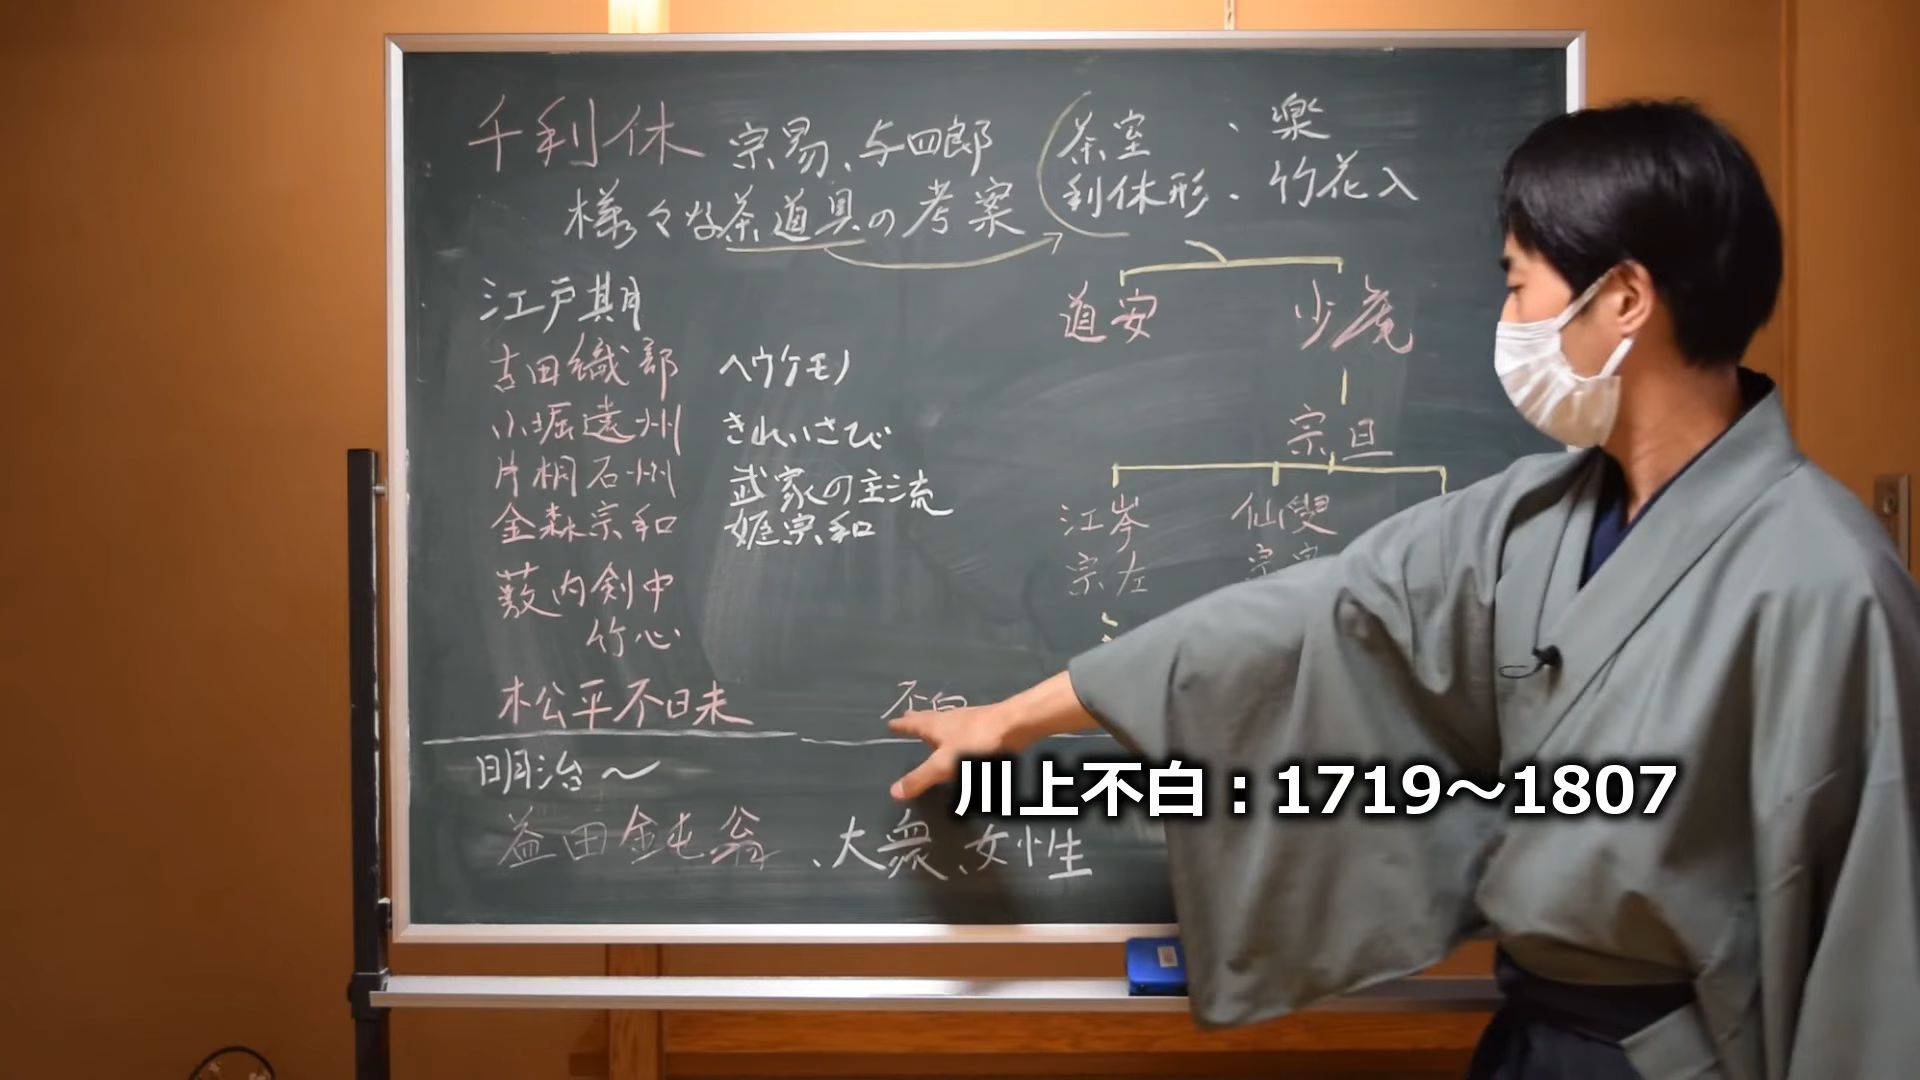 千利休 宗易、与四郎
様々な茶道具の考案
茶室、楽
利休形、竹花入
道安 少庵
宗旦
江岑 仙叟
宗左 宗室
江戸期
古田織部 ヘウケモノ
小堀遠州 きれいさび
片桐石州 武家の主流
金森宗和 姫宗和
薮内剣中
竹心
松平不昧 不白
明治〜
益田鈍翁、大衆、女性
川上不白：1719〜1807